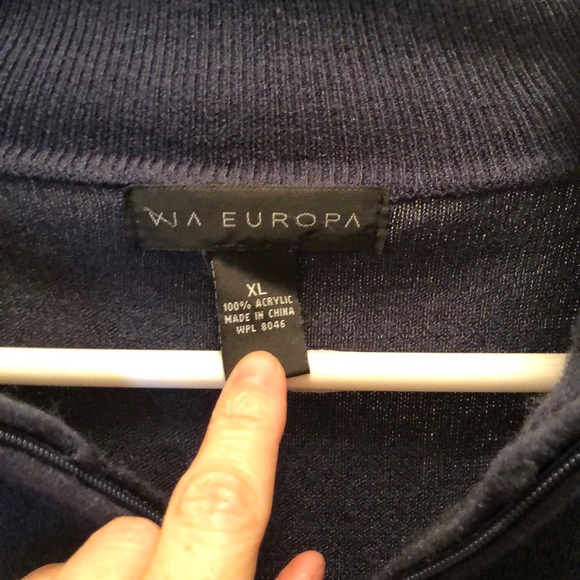 VIA EUROPA
XL
100% ACRYLIC
MADE IN CHINA
WPL 8046